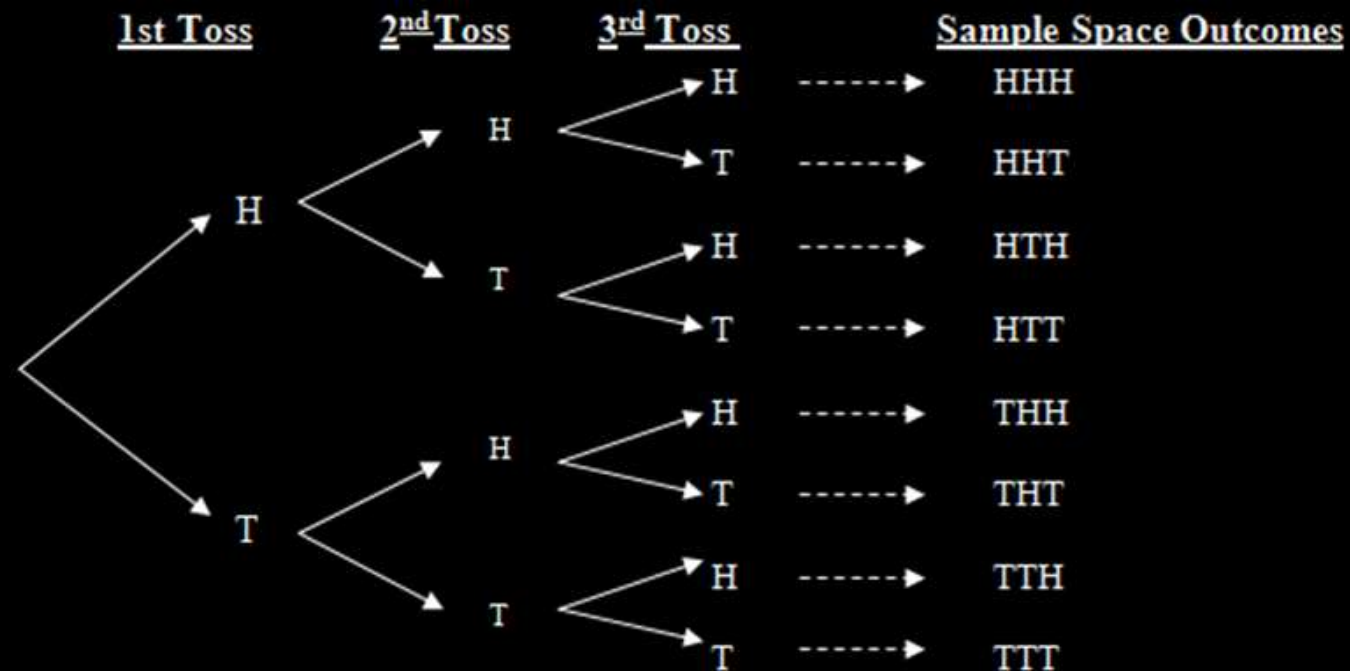 1st Toss 2nd Toss 3rd Toss Sample Space Outcomes
H HHH
H
T HHT
H
H HTH
T
T HTT
H THH
H
T THT
T
H TTH
T
T TTT